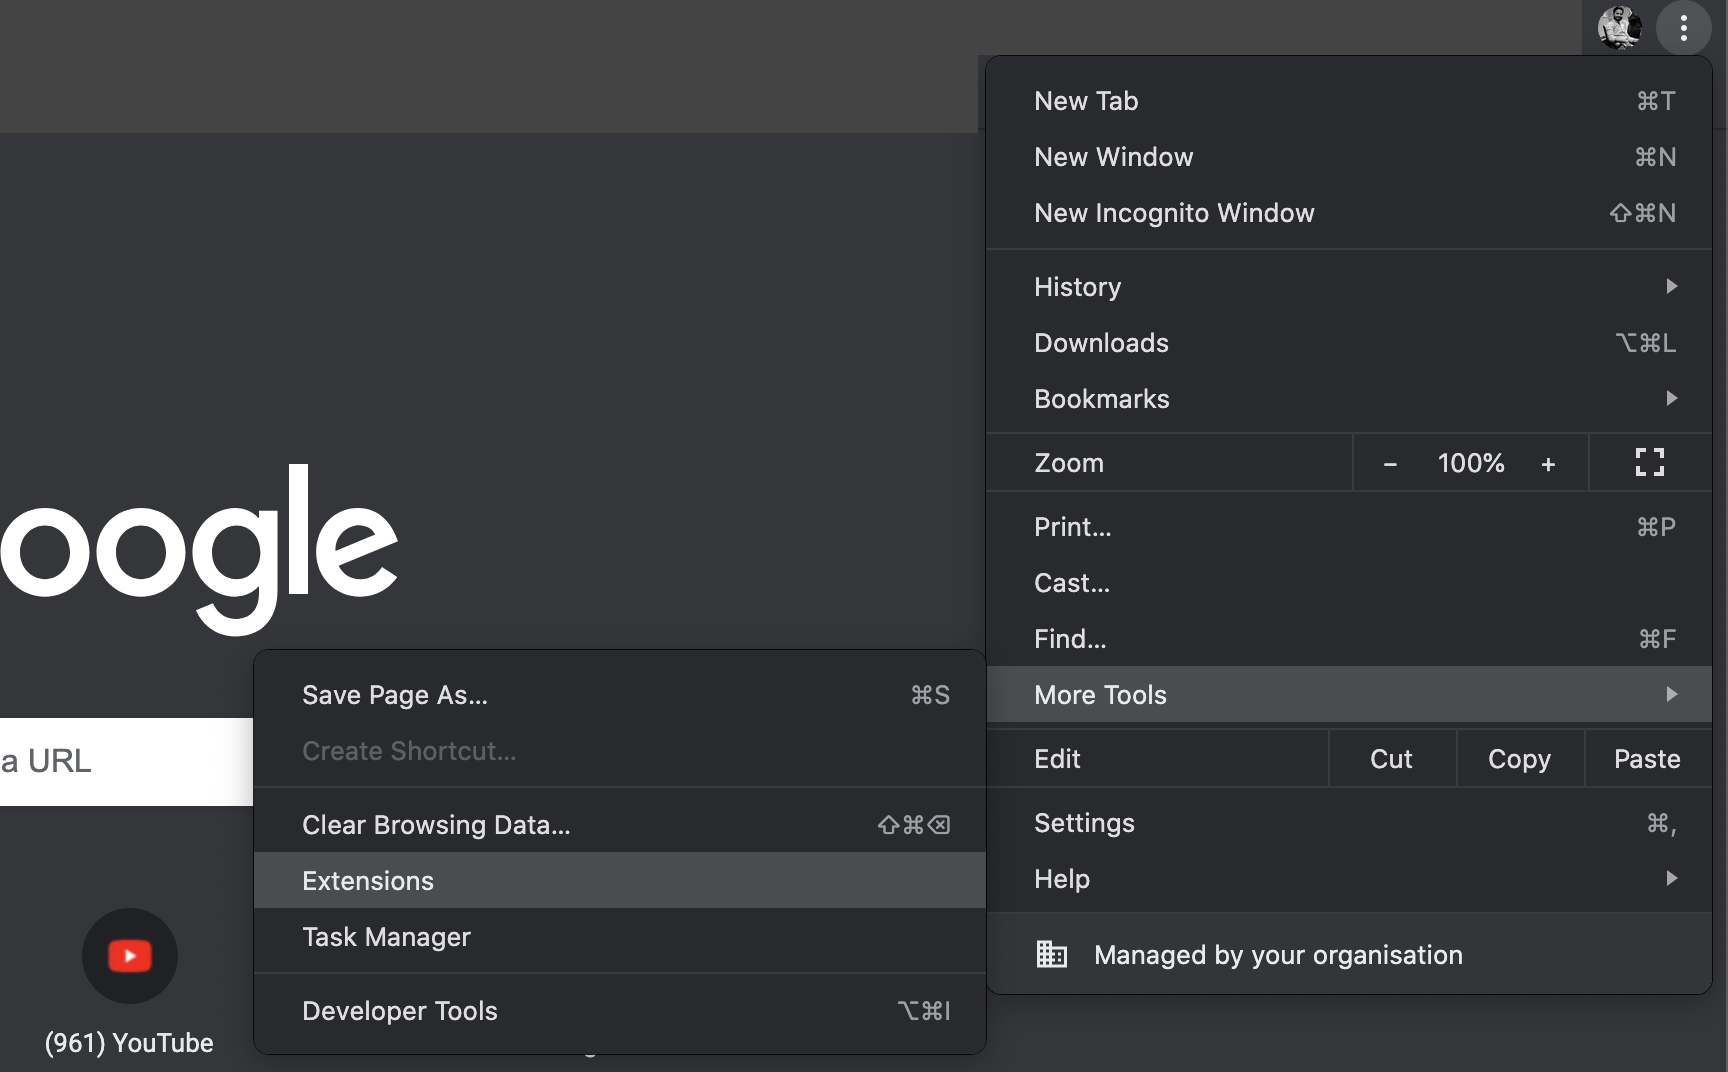 New Tab ⌘T
New Window ⌘N
New Incognito Window ⇧⌘N
History
Downloads ⌥⌘L
Bookmarks
Zoom - 100% +
Print... ⌘P
Cast...
Find... ⌘F
More Tools
Edit Cut Copy Paste
Settings ⌘,
Help
Managed by your organisation
Save Page As... ⌘S
Create Shortcut...
Clear Browsing Data... ⇧⌘⌫
Extensions
Task Manager
Developer Tools ⌥⌘I
oogle
a URL
(961) YouTube